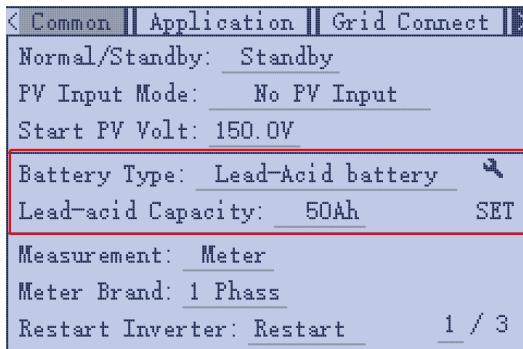 < Common Application Grid Connect
Normal/Standby: Standby
PV Input Mode: No PV Input
Start PV Volt: 150.0V
Battery Type: Lead-Acid battery
Lead-acid Capacity: 50Ah SET
Measurement: Meter
Meter Brand: 1 Phass
Restart Inverter: Restart 1 / 3